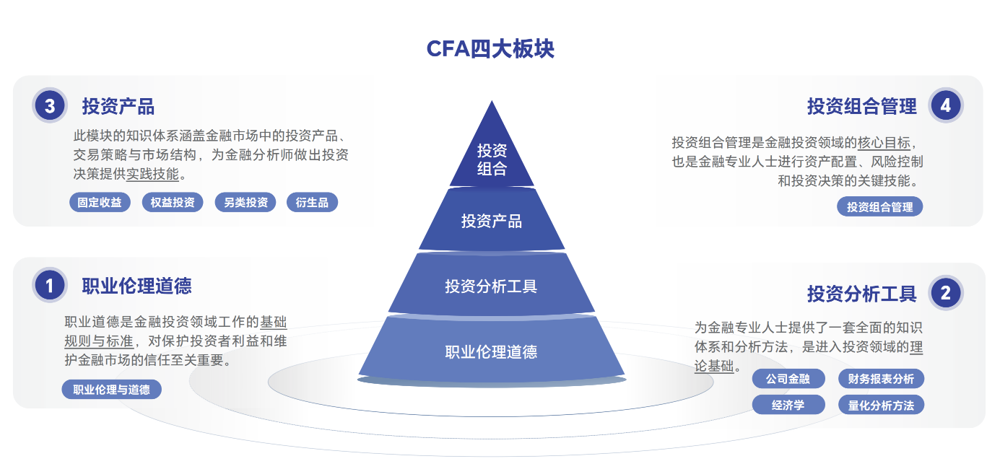 CFA四大板块
3 投资产品
此模块的知识体系涵盖金融市场中的投资产品、
交易策略与市场结构，为金融分析师做出投资
决策提供实践技能。
固定收益 权益投资 另类投资 衍生品
投资组合管理 4
投资组合管理是金融投资领域的核心目标，
也是金融专业人士进行资产配置、风险控制
和投资决策的关键技能。
投资组合管理
投资
组合
投资产品
投资分析工具
职业伦理道德
1 职业伦理道德
职业道德是金融投资领域工作的基础
规则与标准，对保护投资者利益和维
护金融市场的信任至关重要。
职业伦理与道德
投资分析工具 2
为金融专业人士提供了一套全面的知识
体系和分析方法，是进入投资领域的理
论基础。
公司金融 财务报表分析
经济学 量化分析方法